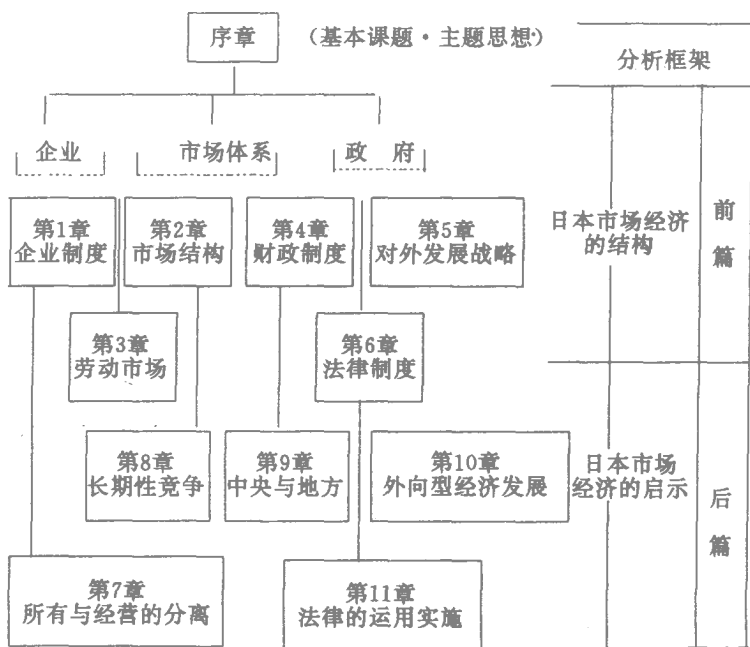 序章 （基本课题·主题思想）
分析框架
企业 市场体系 政 府
第1章
企业制度
第2章
市场结构
第4章
财政制度
第5章
对外发展战略
日本市场经济
的结构
前
篇
第3章
劳动市场
第6章
法律制度
第8章
长期性竞争
第9章
中央与地方
第10章
外向型经济发展
日本市场
经济的启示
后
篇
第7章
所有与经营的分离
第11章
法律的运用实施